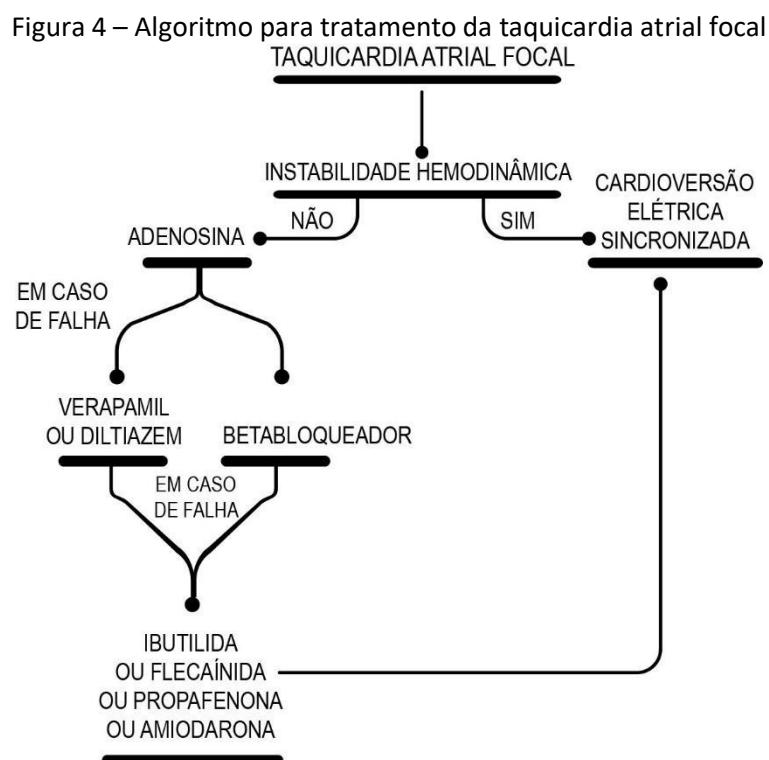 Figura 4 – Algoritmo para tratamento da taquicardia atrial focal
TAQUICARDIA ATRIAL FOCAL
INSTABILIDADE HEMODINÂMICA
NÃO
SIM
CARDIOVERSÃO
ELÉTRICA
SINCRONIZADA
ADENOSINA
EM CASO
DE FALHA
VERAPAMIL
OU DILTIAZEM
BETABLOQUEADOR
EM CASO
DE FALHA
IBUTILIDA
OU FLECAÍNIDA
OU PROPAFENONA
OU AMIODARONA